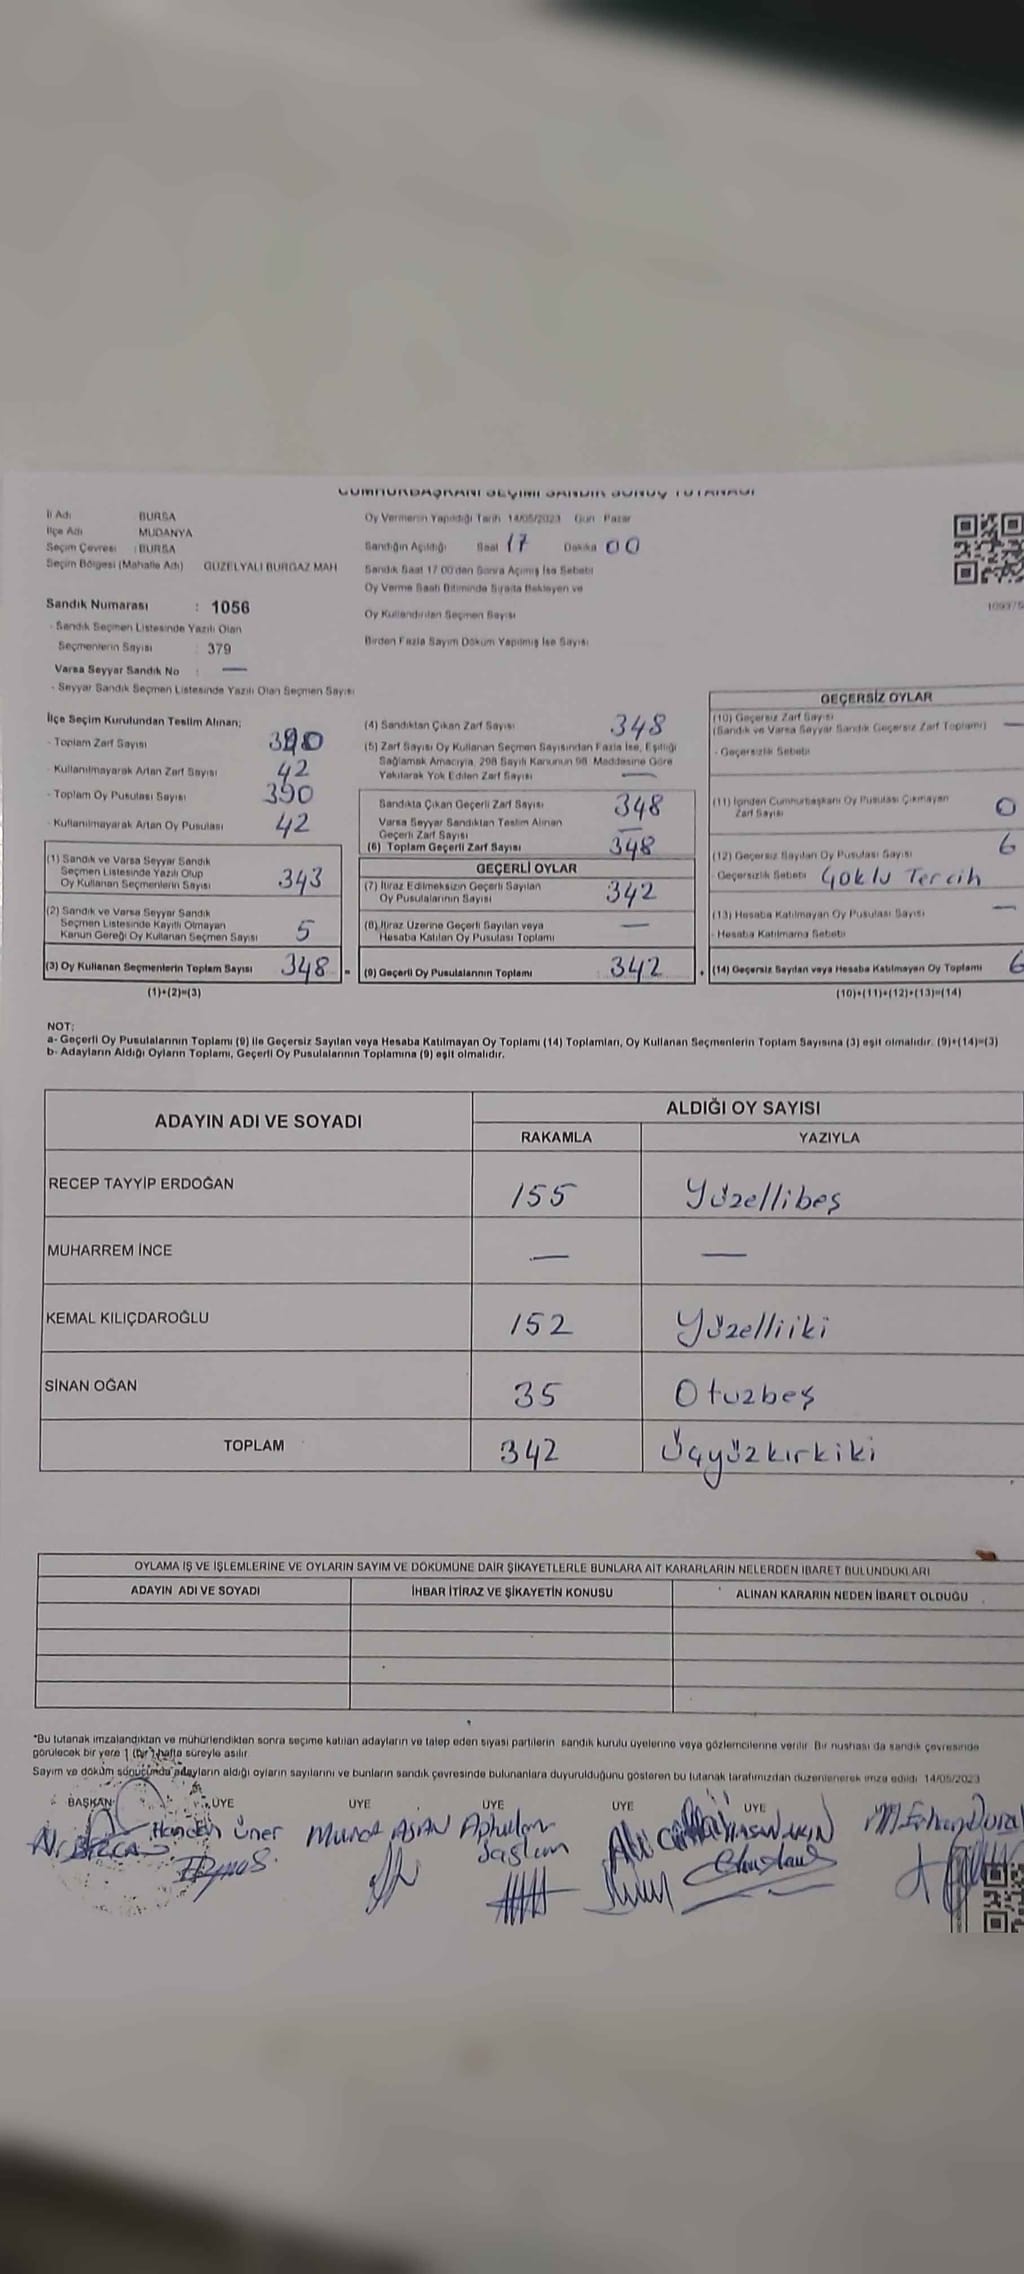 CUMHURBAŞKANI SEÇİMİ SANDIK SONUÇ TUTANAĞI
İl Adı BURSA
İlçe Adı MUDANYA
Seçim Çevresi : BURSA
Seçim Bölgesi (Mahalle Adı) GÜZELYALI BURGAZ MAH
Oy Vermenin Yapıldığı Tarih 14/05/2023 Gün Pazar
Sandığın Açıldığı Saat 17 Dakika 00
Sandık Saat 17:00'den Sonra Açılmış İse Sebebi
Oy Verme Saati Bitiminde Sırada Bekleyen ve
Oy Kullandırılan Seçmen Sayısı
Birden Fazla Sayım Döküm Yapılmış İse Sayısı
Sandık Numarası : 1056
- Sandık Seçmen Listesinde Yazılı Olan
Seçmenlerin Sayısı : 379
Varsa Seyyar Sandık No : —
- Seyyar Sandık Seçmen Listesinde Yazılı Olan Seçmen Sayısı
İlçe Seçim Kurulundan Teslim Alınan;
- Toplam Zarf Sayısı 390
- Kullanılmayarak Artan Zarf Sayısı 42
- Toplam Oy Pusulası Sayısı 390
- Kullanılmayarak Artan Oy Pusulası 42
(1) Sandık ve Varsa Seyyar Sandık
Seçmen Listesinde Yazılı Olup
Oy Kullanan Seçmenlerin Sayısı 343
(2) Sandık ve Varsa Seyyar Sandık
Seçmen Listesinde Kayıtlı Olmayan
Kanun Gereği Oy Kullanan Seçmen Sayısı 5
(3) Oy Kullanan Seçmenlerin Toplam Sayısı 348
(1)+(2)=(3)
(4) Sandıktan Çıkan Zarf Sayısı 348
(5) Zarf Sayısı Oy Kullanan Seçmen Sayısından Fazla İse, Eşitliği
Sağlamak Amacıyla, 298 Sayılı Kanunun 98. Maddesine Göre
Yakılarak Yok Edilen Zarf Sayısı —
Sandıkta Çıkan Geçerli Zarf Sayısı 348
Varsa Seyyar Sandıktan Teslim Alınan
Geçerli Zarf Sayısı —
(6) Toplam Geçerli Zarf Sayısı 348
GEÇERLİ OYLAR
(7) İtiraz Edilmeksizin Geçerli Sayılan
Oy Pusulalarının Sayısı 342
(8) İtiraz Üzerine Geçerli Sayılan veya
Hesaba Katılan Oy Pusulası Toplamı —
= (9) Geçerli Oy Pusulalarının Toplamı 342
GEÇERSİZ OYLAR
(10) Geçersiz Zarf Sayısı
(Sandık ve Varsa Seyyar Sandık Geçersiz Zarf Toplamı) —
- Geçersizlik Sebebi
(11) İçinden Cumhurbaşkanı Oy Pusulası Çıkmayan
Zarf Sayısı 0
(12) Geçersiz Sayılan Oy Pusulası Sayısı 6
- Geçersizlik Sebebi Çoklu Tercih
(13) Hesaba Katılmayan Oy Pusulası Sayısı —
- Hesaba Katılmama Sebebi
+ (14) Geçersiz Sayılan veya Hesaba Katılmayan Oy Toplamı 6
(10)+(11)+(12)+(13)=(14)
NOT:
a- Geçerli Oy Pusulalarının Toplamı (9) ile Geçersiz Sayılan veya Hesaba Katılmayan Oy Toplamı (14) Toplamları, Oy Kullanan Seçmenlerin Toplam Sayısına (3) eşit olmalıdır. (9)+(14)=(3)
b- Adayların Aldığı Oyların Toplamı, Geçerli Oy Pusulalarının Toplamına (9) eşit olmalıdır.
ADAYIN ADI VE SOYADI ALDIĞI OY SAYISI
RAKAMLA YAZIYLA
RECEP TAYYİP ERDOĞAN 155 Yüzellibeş
MUHARREM İNCE — —
KEMAL KILIÇDAROĞLU 152 Yüzelliiki
SİNAN OĞAN 35 Otuzbeş
TOPLAM 342 Üçyüzkırkiki
OYLAMA İŞ VE İŞLEMLERİNE VE OYLARIN SAYIM VE DÖKÜMÜNE DAİR ŞİKAYETLERLE BUNLARA AİT KARARLARIN NELERDEN İBARET BULUNDUKLARI
ADAYIN ADI VE SOYADI İHBAR İTİRAZ VE ŞİKAYETİN KONUSU ALINAN KARARIN NEDEN İBARET OLDUĞU
*Bu tutanak imzalandıktan ve mühürlendikten sonra seçime katılan adayların ve talep eden siyasi partilerin sandık kurulu üyelerine veya gözlemcilerine verilir. Bir nüshası da sandık çevresinde
görülecek bir yere 1 (bir) hafta süreyle asılır.
Sayım ve döküm sonucunda adayların aldığı oyların sayılarını ve bunların sandık çevresinde bulunanlara duyurulduğunu gösteren bu tutanak tarafımızdan düzenlenerek imza edildi. 14/05/2023
BAŞKAN ÜYE ÜYE ÜYE ÜYE ÜYE
Üner Murat